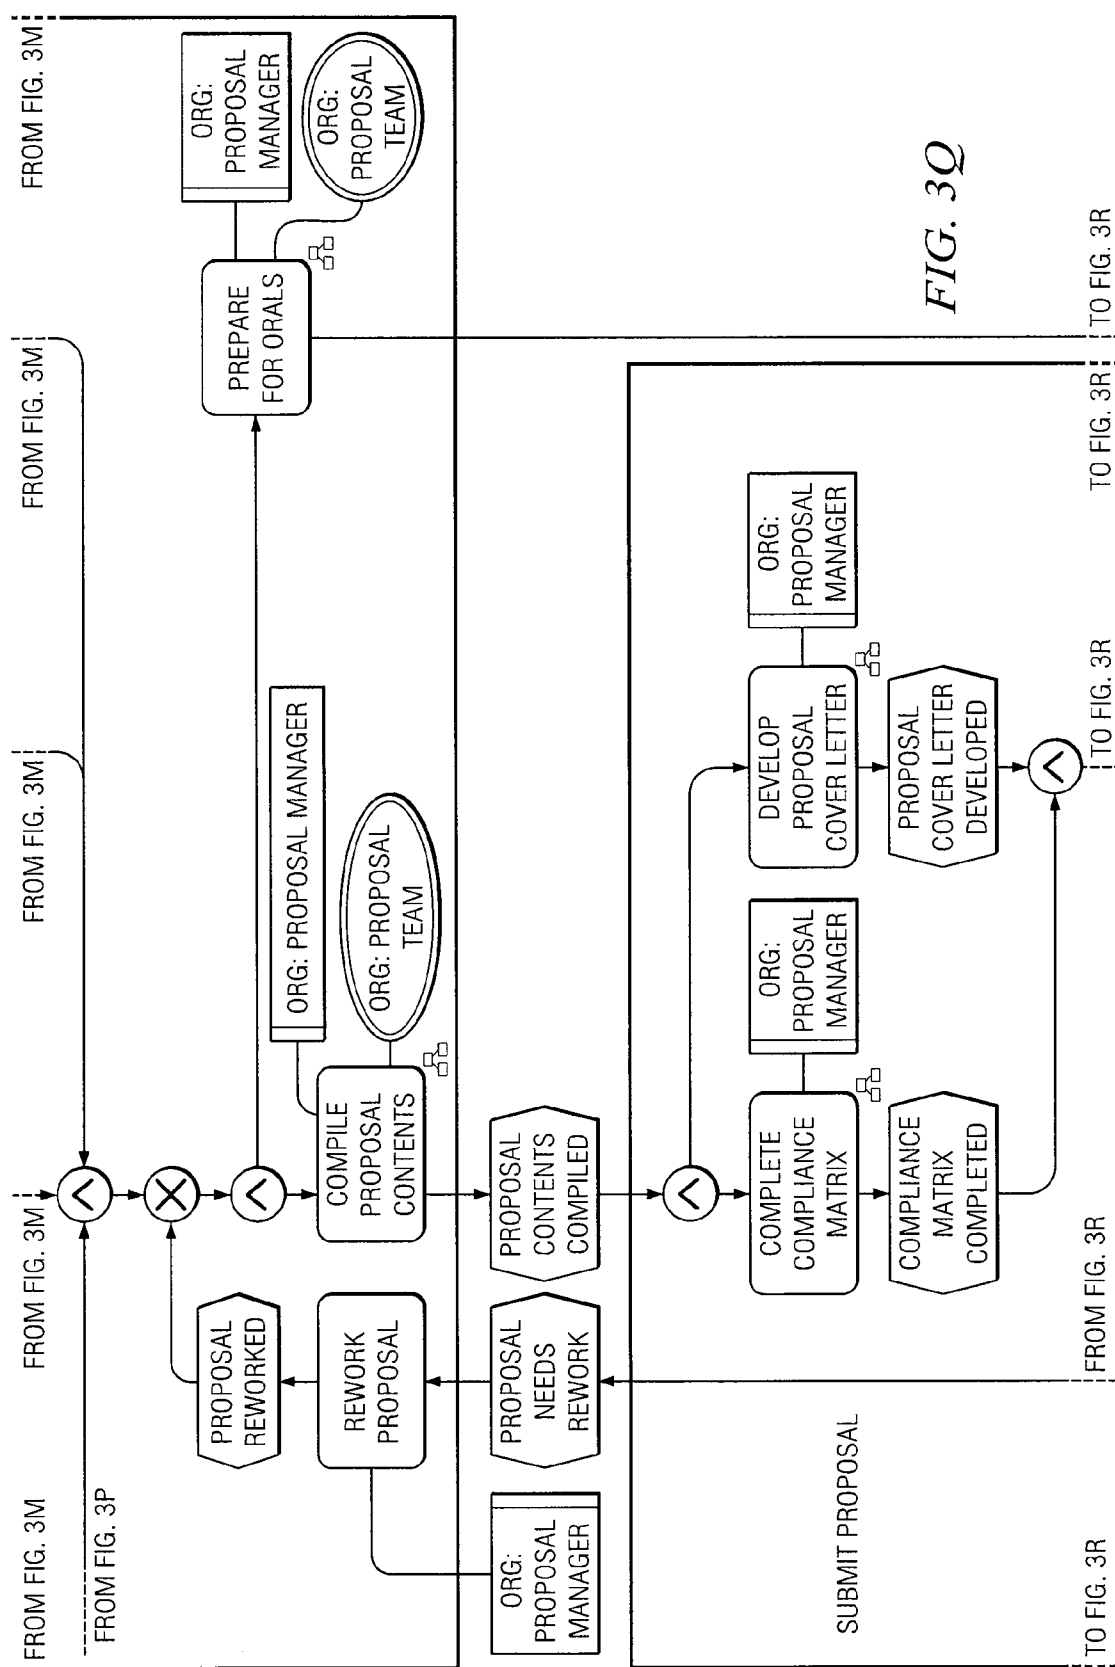 FROM FIG. 3M
FROM FIG. 3P
FROM FIG. 3M
FROM FIG. 3M
FROM FIG. 3M
FROM FIG. 3M
PROPOSAL
REWORKED
ORG:
PROPOSAL
MANAGER
PREPARE
FOR ORALS
ORG:
PROPOSAL
TEAM
REWORK
PROPOSAL
COMPILE
PROPOSAL
CONTENTS
ORG: PROPOSAL MANAGER
ORG: PROPOSAL
TEAM
ORG:
PROPOSAL
MANAGER
PROPOSAL
NEEDS
REWORK
PROPOSAL
CONTENTS
COMPILED
SUBMIT PROPOSAL
COMPLETE
COMPLIANCE
MATRIX
ORG:
PROPOSAL
MANAGER
DEVELOP
PROPOSAL
COVER LETTER
ORG:
PROPOSAL
MANAGER
COMPLIANCE
MATRIX
COMPLETED
PROPOSAL
COVER LETTER
DEVELOPED
FIG. 3Q
TO FIG. 3R
FROM FIG. 3R
TO FIG. 3R
TO FIG. 3R
TO FIG. 3R